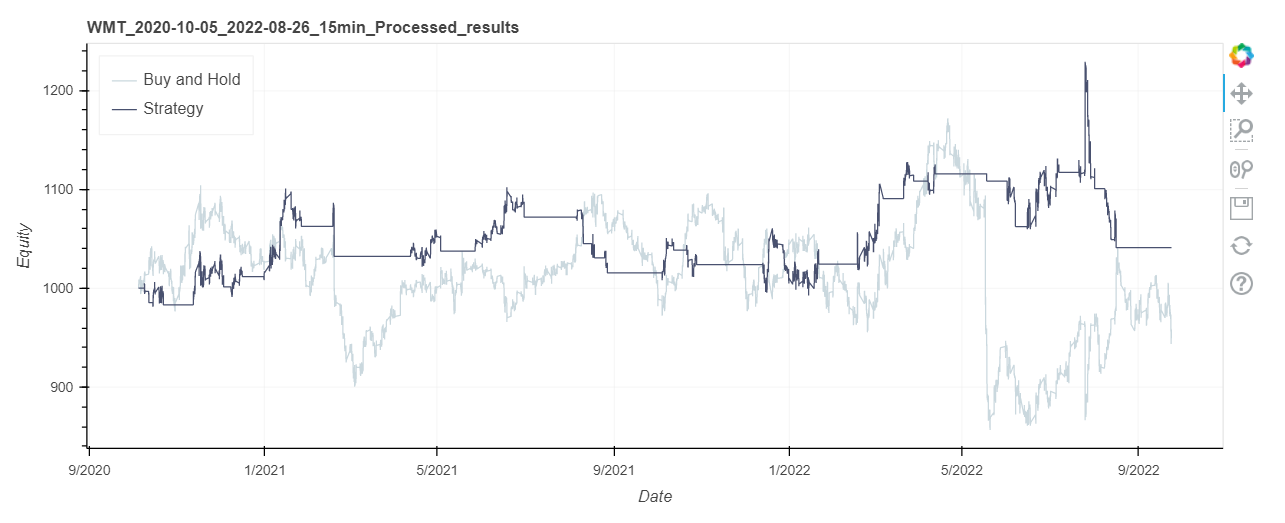 WMT_2020-10-05_2022-08-26_15min_Processed_results
Buy and Hold
Strategy
Equity
1200
1100
1000
900
9/2020 1/2021 5/2021 9/2021 1/2022 5/2022 9/2022
Date